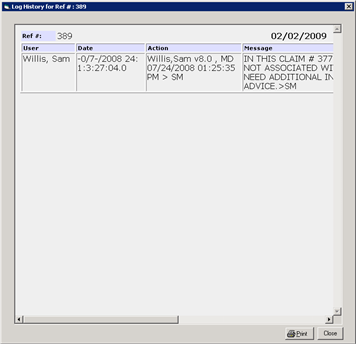 Log History for Ref # : 389
Ref #: 389 02/02/2009
User Date Action Message
Willis, Sam -0/7-/2008 24: Willis,Sam v8.0 , MD IN THIS CLAIM # 377
1:3:27:04.0 07/24/2008 01:25:35 NOT ASSOCIATED WI
PM > SM NEED ADDITIONAL IN
ADVICE.>SM
Print Close